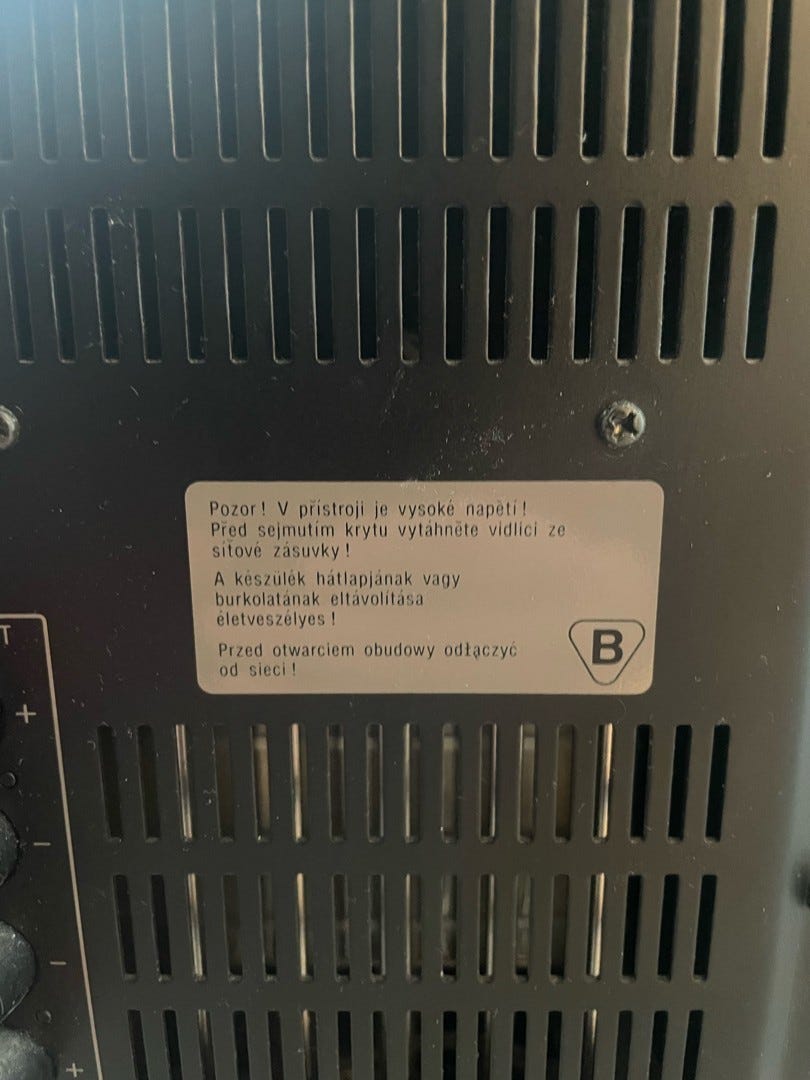 Pozor! V přístroji je vysoké napětí!
Před sejmutím krytu vytáhněte vidlici ze
síťové zásuvky!
A készülék hátlapjának vagy
burkolatának eltávolítása
életveszélyes!
Przed otwarciem obudowy odłączyć
od sieci!
B
T
+
−
−
+